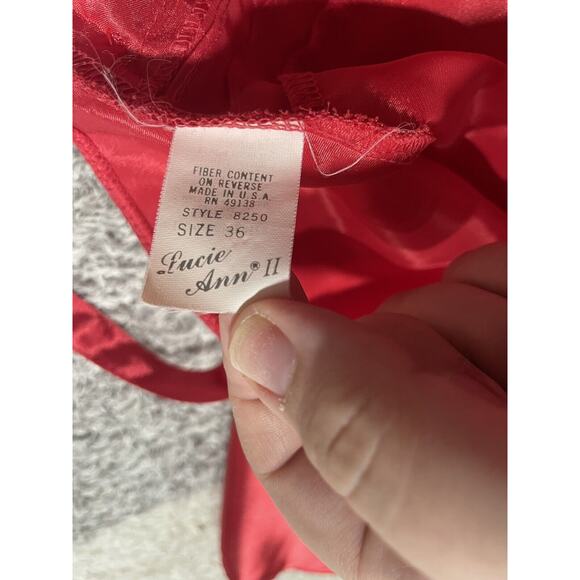 FIBER CONTENT
ON REVERSE
MADE IN U.S.A.
RN 49138
STYLE 8250
SIZE 36
Lucie
Ann® II